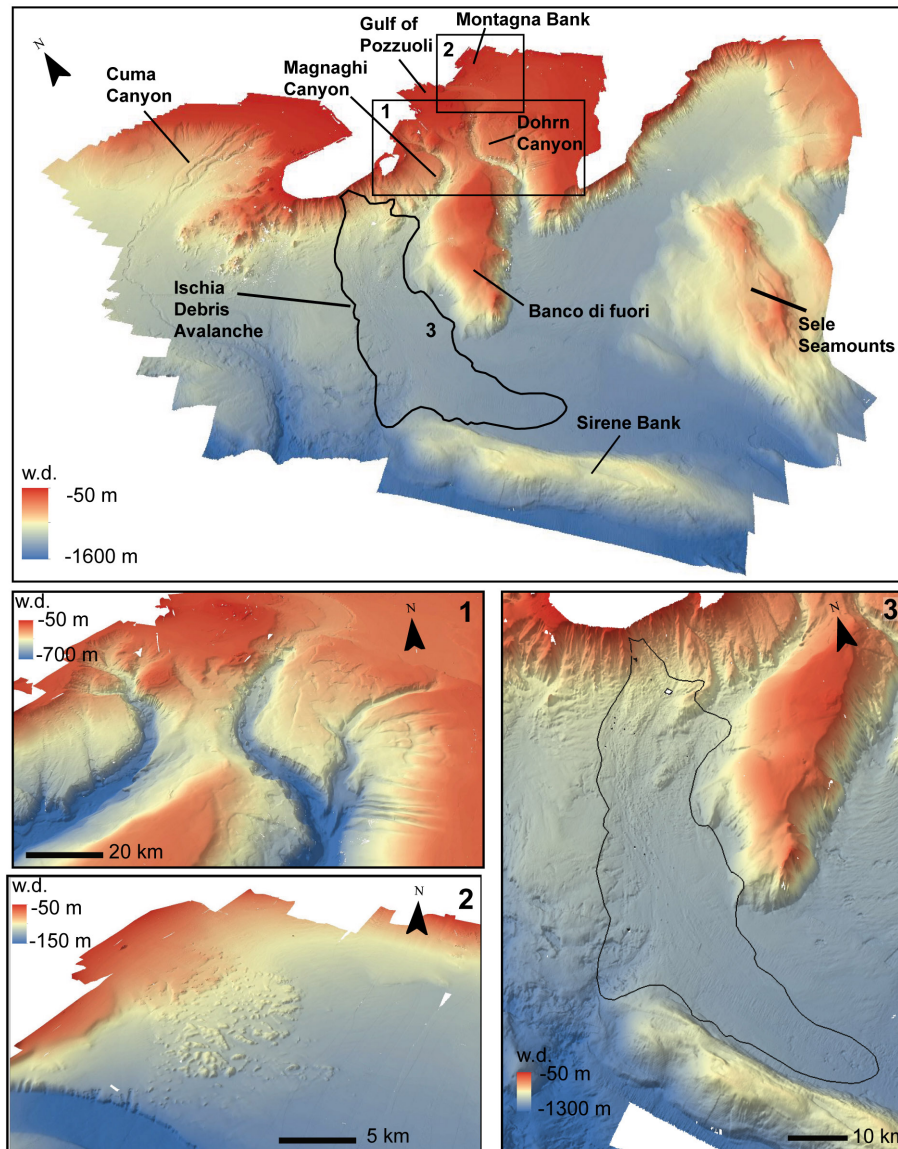 Montagna Bank
Gulf of
Pozzuoli
2
N
Magnaghi
Canyon
Cuma
Canyon
1
Dohrn
Canyon
Ischia
Debris
Avalanche
3
Banco di fuori
Sele
Seamounts
Sirene Bank
w.d.
-50 m
-1600 m
w.d.
-50 m
-700 m
N
1
20 km
w.d.
-50 m
-150 m
N
2
5 km
3
N
w.d.
-50 m
-1300 m
10 km